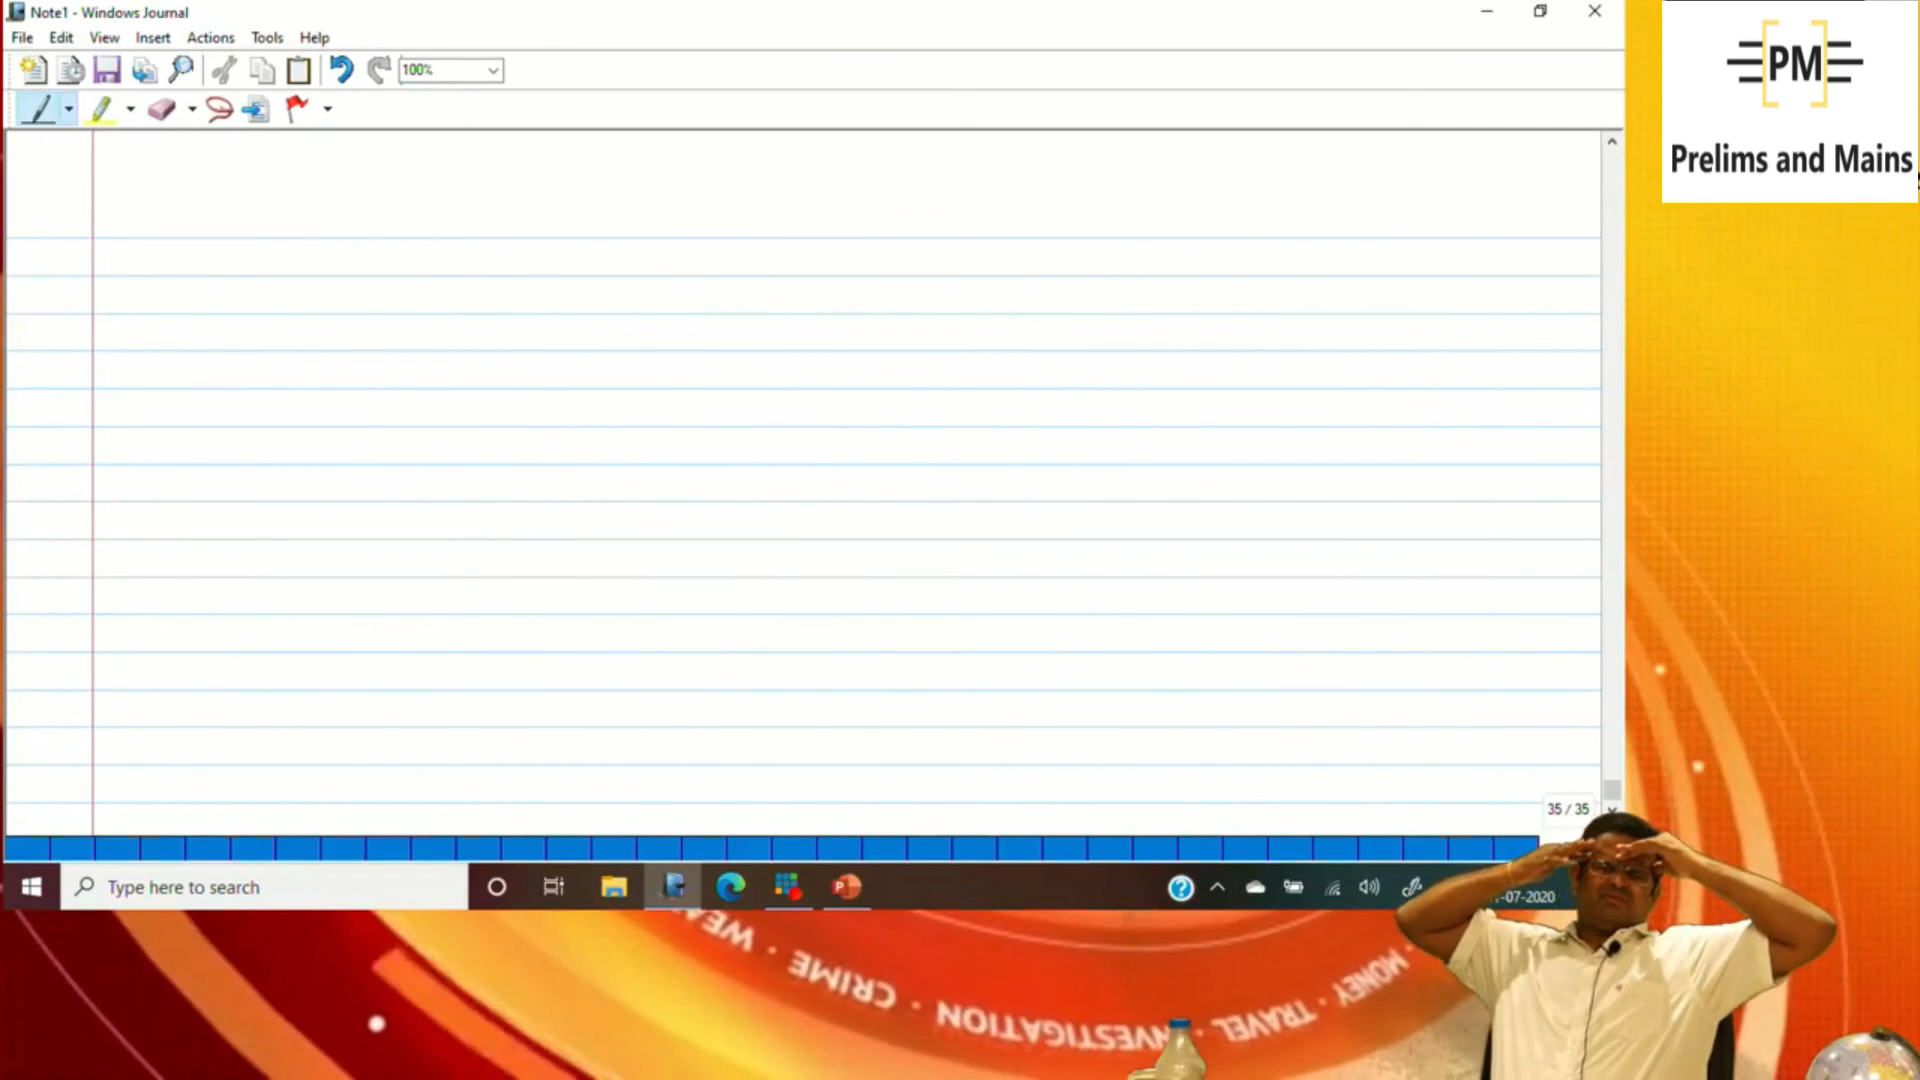 Note1 - Windows Journal
File Edit View Insert Actions Tools Help
100%
PM
Prelims and Mains
35 / 35
Type here to search
-07-2020
CRIME · INVESTIGATION · TRAVEL · MONEY